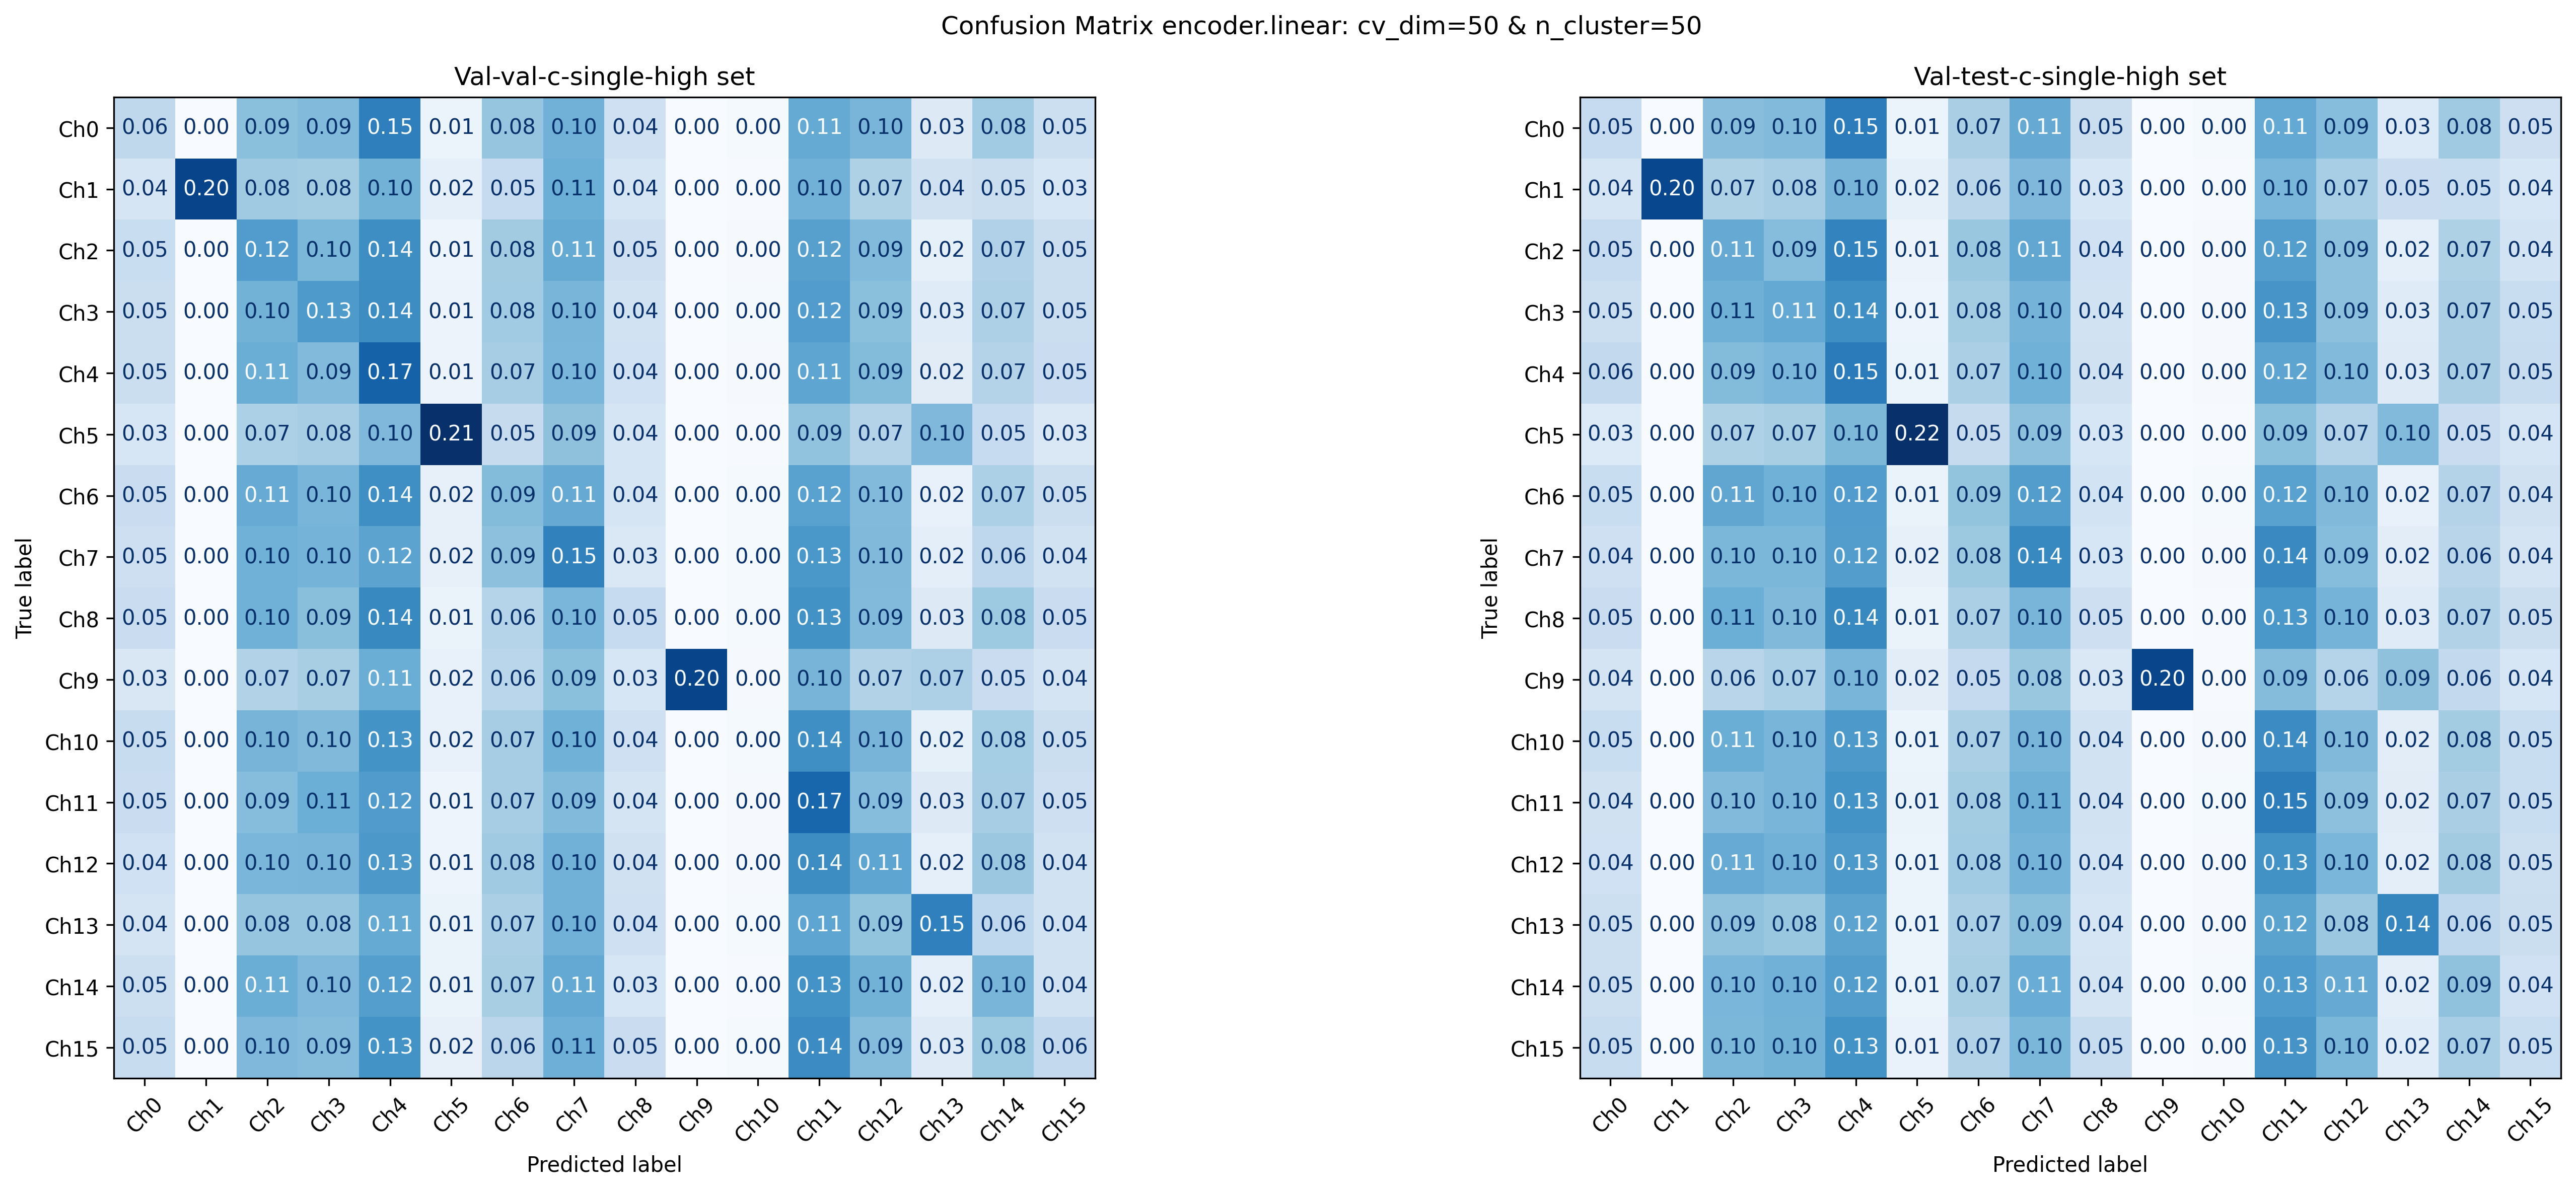 Confusion Matrix encoder.linear: cv_dim=50 & n_cluster=50
Val-val-c-single-high set
Ch0 0.06 0.00 0.09 0.09 0.15 0.01 0.08 0.10 0.04 0.00 0.00 0.11 0.10 0.03 0.08 0.05
Ch1 0.04 0.20 0.08 0.08 0.10 0.02 0.05 0.11 0.04 0.00 0.00 0.10 0.07 0.04 0.05 0.03
Ch2 0.05 0.00 0.12 0.10 0.14 0.01 0.08 0.11 0.05 0.00 0.00 0.12 0.09 0.02 0.07 0.05
Ch3 0.05 0.00 0.10 0.13 0.14 0.01 0.08 0.10 0.04 0.00 0.00 0.12 0.09 0.03 0.07 0.05
Ch4 0.05 0.00 0.11 0.09 0.17 0.01 0.07 0.10 0.04 0.00 0.00 0.11 0.09 0.02 0.07 0.05
Ch5 0.03 0.00 0.07 0.08 0.10 0.21 0.05 0.09 0.04 0.00 0.00 0.09 0.07 0.10 0.05 0.03
Ch6 0.05 0.00 0.11 0.10 0.14 0.02 0.09 0.11 0.04 0.00 0.00 0.12 0.10 0.02 0.07 0.05
Ch7 0.05 0.00 0.10 0.10 0.12 0.02 0.09 0.15 0.03 0.00 0.00 0.13 0.10 0.02 0.06 0.04
Ch8 0.05 0.00 0.10 0.09 0.14 0.01 0.06 0.10 0.05 0.00 0.00 0.13 0.09 0.03 0.08 0.05
Ch9 0.03 0.00 0.07 0.07 0.11 0.02 0.06 0.09 0.03 0.20 0.00 0.10 0.07 0.07 0.05 0.04
Ch10 0.05 0.00 0.10 0.10 0.13 0.02 0.07 0.10 0.04 0.00 0.00 0.14 0.10 0.02 0.08 0.05
Ch11 0.05 0.00 0.09 0.11 0.12 0.01 0.07 0.09 0.04 0.00 0.00 0.17 0.09 0.03 0.07 0.05
Ch12 0.04 0.00 0.10 0.10 0.13 0.01 0.08 0.10 0.04 0.00 0.00 0.14 0.11 0.02 0.08 0.04
Ch13 0.04 0.00 0.08 0.08 0.11 0.01 0.07 0.10 0.04 0.00 0.00 0.11 0.09 0.15 0.06 0.04
Ch14 0.05 0.00 0.11 0.10 0.12 0.01 0.07 0.11 0.03 0.00 0.00 0.13 0.10 0.02 0.10 0.04
Ch15 0.05 0.00 0.10 0.09 0.13 0.02 0.06 0.11 0.05 0.00 0.00 0.14 0.09 0.03 0.08 0.06
Ch0 Ch1 Ch2 Ch3 Ch4 Ch5 Ch6 Ch7 Ch8 Ch9 Ch10 Ch11 Ch12 Ch13 Ch14 Ch15
True label
Predicted label
Val-test-c-single-high set
Ch0 0.05 0.00 0.09 0.10 0.15 0.01 0.07 0.11 0.05 0.00 0.00 0.11 0.09 0.03 0.08 0.05
Ch1 0.04 0.20 0.07 0.08 0.10 0.02 0.06 0.10 0.03 0.00 0.00 0.10 0.07 0.05 0.05 0.04
Ch2 0.05 0.00 0.11 0.09 0.15 0.01 0.08 0.11 0.04 0.00 0.00 0.12 0.09 0.02 0.07 0.04
Ch3 0.05 0.00 0.11 0.11 0.14 0.01 0.08 0.10 0.04 0.00 0.00 0.13 0.09 0.03 0.07 0.05
Ch4 0.06 0.00 0.09 0.10 0.15 0.01 0.07 0.10 0.04 0.00 0.00 0.12 0.10 0.03 0.07 0.05
Ch5 0.03 0.00 0.07 0.07 0.10 0.22 0.05 0.09 0.03 0.00 0.00 0.09 0.07 0.10 0.05 0.04
Ch6 0.05 0.00 0.11 0.10 0.12 0.01 0.09 0.12 0.04 0.00 0.00 0.12 0.10 0.02 0.07 0.04
Ch7 0.04 0.00 0.10 0.10 0.12 0.02 0.08 0.14 0.03 0.00 0.00 0.14 0.09 0.02 0.06 0.04
Ch8 0.05 0.00 0.11 0.10 0.14 0.01 0.07 0.10 0.05 0.00 0.00 0.13 0.10 0.03 0.07 0.05
Ch9 0.04 0.00 0.06 0.07 0.10 0.02 0.05 0.08 0.03 0.20 0.00 0.09 0.06 0.09 0.06 0.04
Ch10 0.05 0.00 0.11 0.10 0.13 0.01 0.07 0.10 0.04 0.00 0.00 0.14 0.10 0.02 0.08 0.05
Ch11 0.04 0.00 0.10 0.10 0.13 0.01 0.08 0.11 0.04 0.00 0.00 0.15 0.09 0.02 0.07 0.05
Ch12 0.04 0.00 0.11 0.10 0.13 0.01 0.08 0.10 0.04 0.00 0.00 0.13 0.10 0.02 0.08 0.05
Ch13 0.05 0.00 0.09 0.08 0.12 0.01 0.07 0.09 0.04 0.00 0.00 0.12 0.08 0.14 0.06 0.05
Ch14 0.05 0.00 0.10 0.10 0.12 0.01 0.07 0.11 0.04 0.00 0.00 0.13 0.11 0.02 0.09 0.04
Ch15 0.05 0.00 0.10 0.10 0.13 0.01 0.07 0.10 0.05 0.00 0.00 0.13 0.10 0.02 0.07 0.05
Ch0 Ch1 Ch2 Ch3 Ch4 Ch5 Ch6 Ch7 Ch8 Ch9 Ch10 Ch11 Ch12 Ch13 Ch14 Ch15
True label
Predicted label